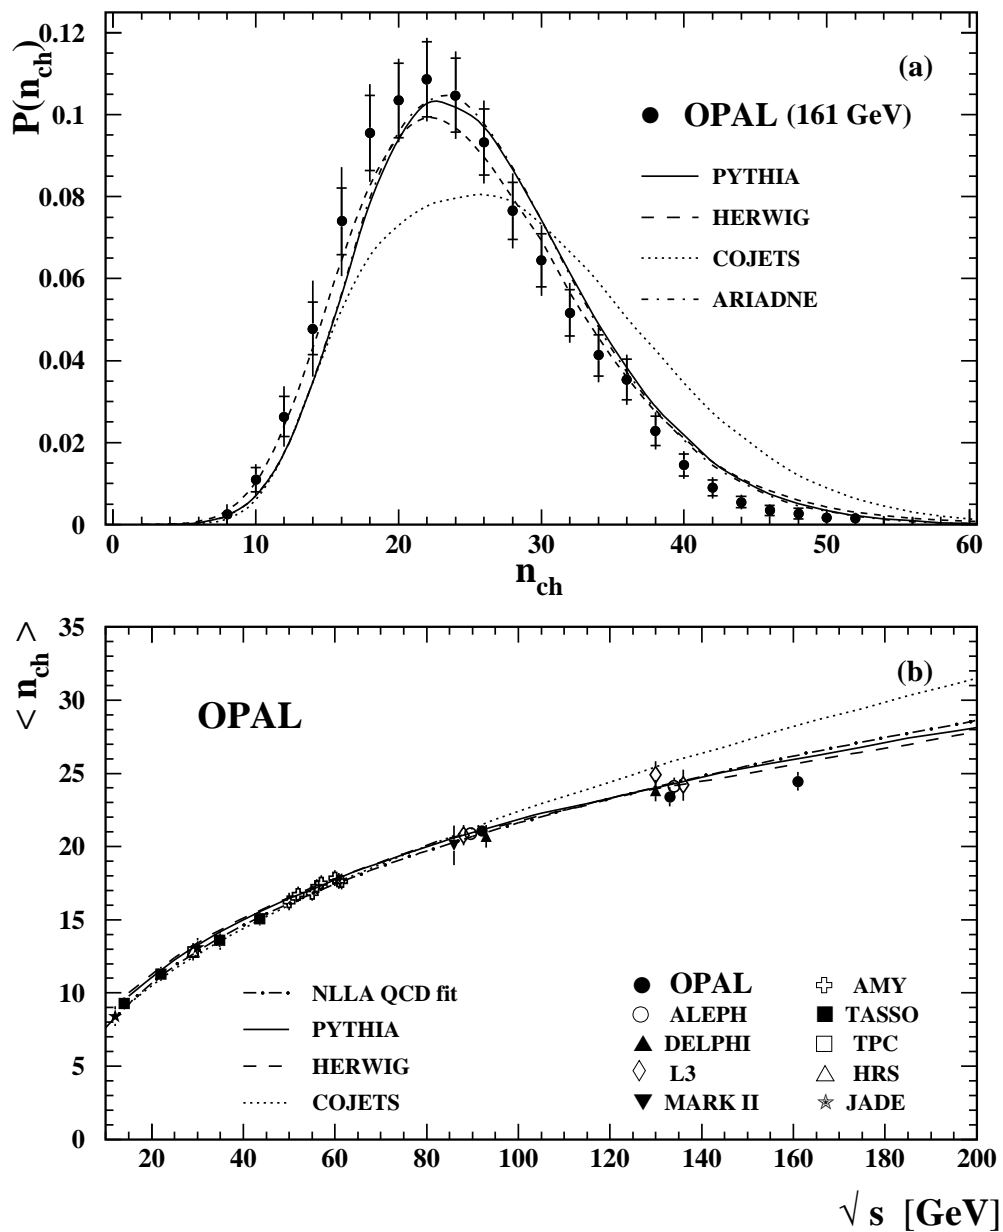 P(n_ch)
0.12
0.1
0.08
0.06
0.04
0.02
0
(a)
OPAL (161 GeV)
PYTHIA
HERWIG
COJETS
ARIADNE
0 10 20 30 40 50 60
n_ch
< n_ch >
35
30
25
20
15
10
5
0
(b)
OPAL
NLLA QCD fit
PYTHIA
HERWIG
COJETS
OPAL
ALEPH
DELPHI
L3
MARK II
AMY
TASSO
TPC
HRS
JADE
20 40 60 80 100 120 140 160 180 200
√ s [GeV]